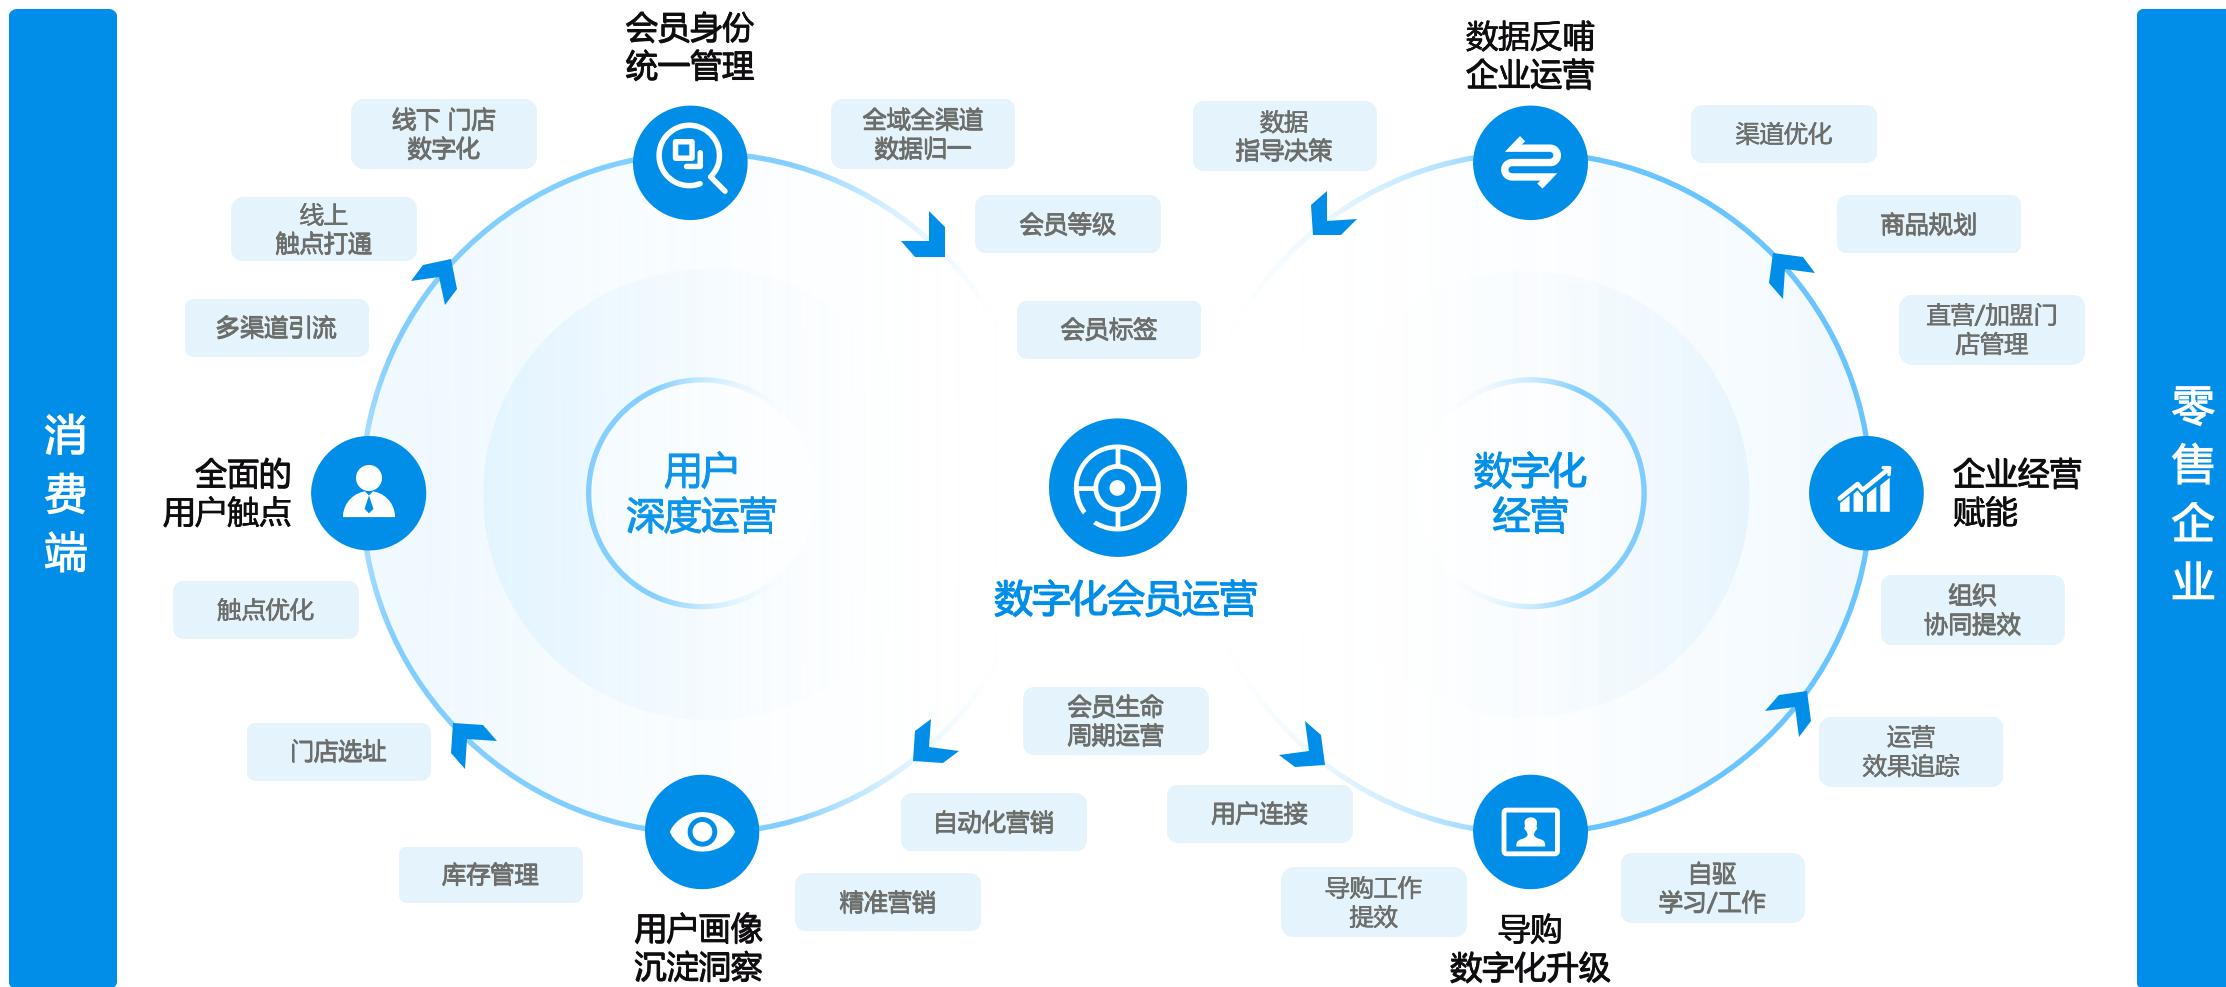 消
费
端
会员身份
统一管理
线下 门店
数字化
全域全渠道
数据归一
线上
触点打通
会员等级
多渠道引流
会员标签
全面的
用户触点
用户
深度运营
触点优化
门店选址
会员生命
周期运营
自动化营销
库存管理
精准营销
用户画像
沉淀洞察
数字化会员运营
数据反哺
企业运营
数据
指导决策
渠道优化
商品规划
直营/加盟门
店管理
数字化
经营
企业经营
赋能
组织
协同提效
运营
效果追踪
用户连接
导购工作
提效
自驱
学习/工作
导购
数字化升级
零
售
企
业